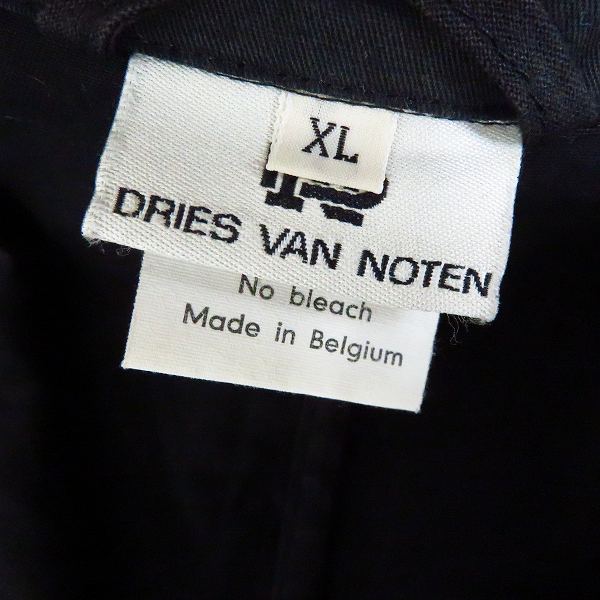 XL
DRIES VAN NOTEN
No bleach
Made in Belgium